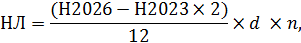 НЛ = (Н2026 − Н2023 × 2) / 12 × d × n,